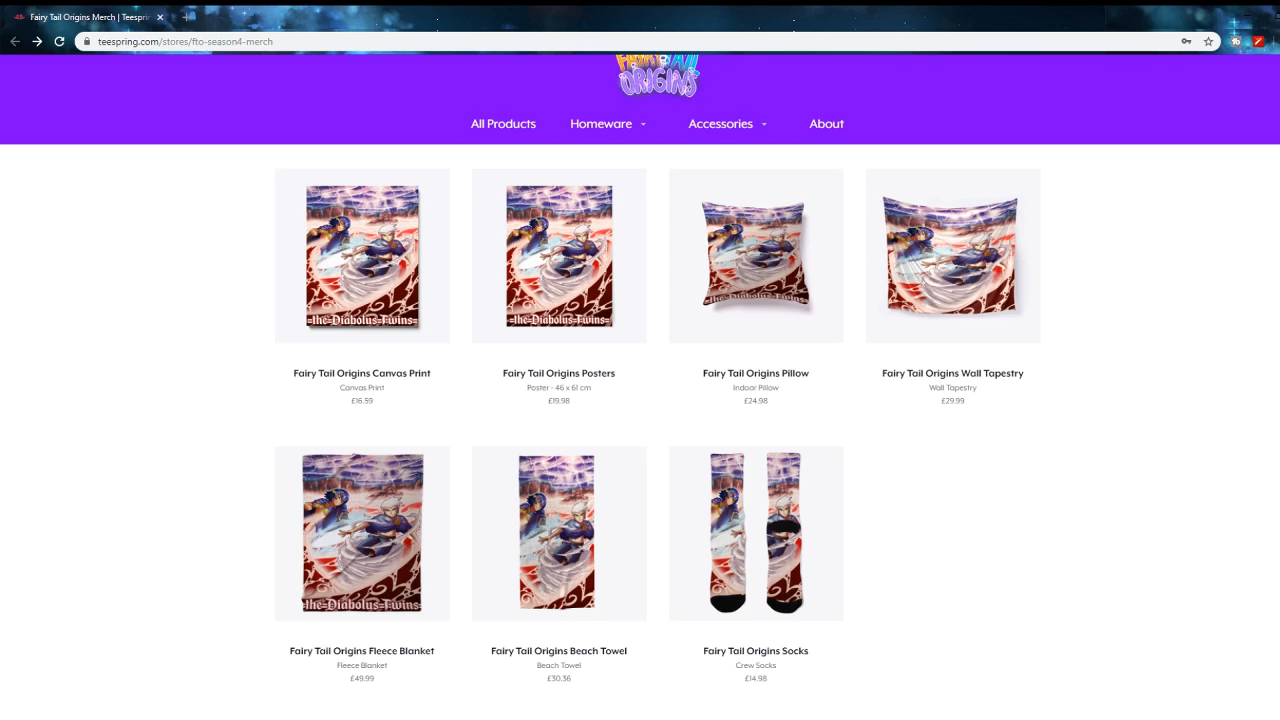 Fairy Tail Origins Merch | Teespri
teespring.com/stores/fto-season4-merch
FAIRY TAIL
ORIGINS
All Products Homeware Accessories About
=the=Diabolus=Twins=
=the=Diabolus=Twins=
=the=Diabolus=Twins=
Fairy Tail Origins Canvas Print
Canvas Print
£16.59
Fairy Tail Origins Posters
Poster - 46 x 61 cm
£19.98
Fairy Tail Origins Pillow
Indoor Pillow
£24.98
Fairy Tail Origins Wall Tapestry
Wall Tapestry
£29.99
=the=Diabolus=Twins=
Fairy Tail Origins Fleece Blanket
Fleece Blanket
£49.99
Fairy Tail Origins Beach Towel
Beach Towel
£30.36
Fairy Tail Origins Socks
Crew Socks
£14.98